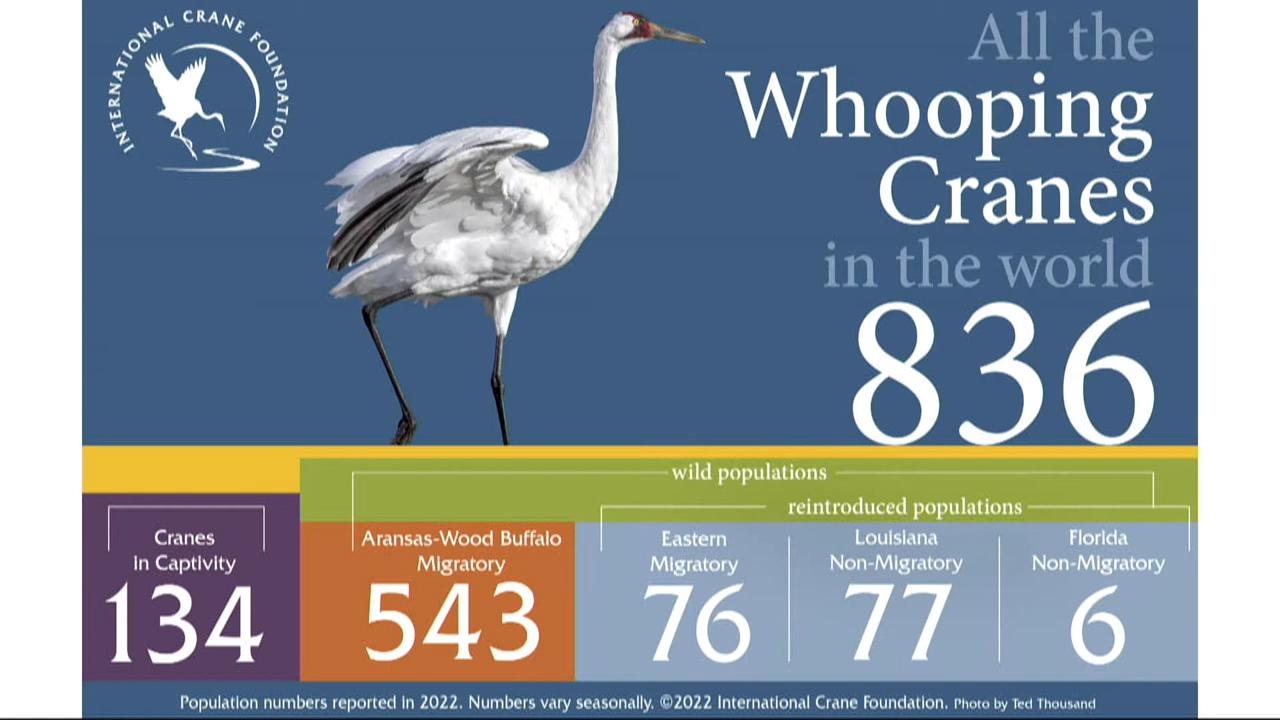 INTERNATIONAL CRANE FOUNDATION
All the
Whooping
Cranes
in the world
836
wild populations
reintroduced populations
Cranes
in Captivity
134
Aransas-Wood Buffalo
Migratory
543
Eastern
Migratory
76
Louisiana
Non-Migratory
77
Florida
Non-Migratory
6
Population numbers reported in 2022. Numbers vary seasonally. ©2022 International Crane Foundation. Photo by Ted Thousand